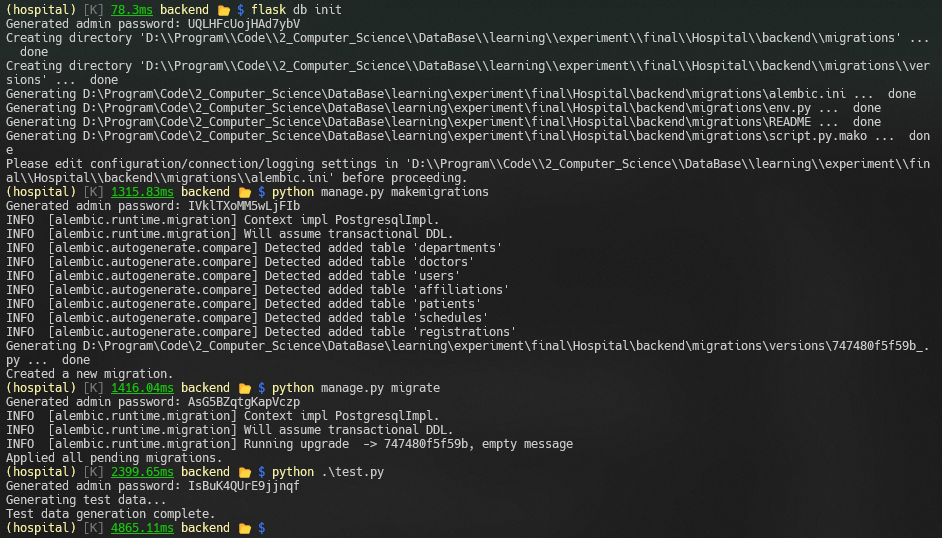 (hospital) [K] 78.3ms backend 📂 $ flask db init
Generated admin password: UQLHFcUojHAd7ybV
Creating directory 'D:\\Program\\Code\\2_Computer_Science\\DataBase\\learning\\experiment\\final\\Hospital\\backend\\migrations' ...
  done
Creating directory 'D:\\Program\\Code\\2_Computer_Science\\DataBase\\learning\\experiment\\final\\Hospital\\backend\\migrations\\ver
sions' ...  done
Generating D:\Program\Code\2_Computer_Science\DataBase\learning\experiment\final\Hospital\backend\migrations\alembic.ini ...  done
Generating D:\Program\Code\2_Computer_Science\DataBase\learning\experiment\final\Hospital\backend\migrations\env.py ...  done
Generating D:\Program\Code\2_Computer_Science\DataBase\learning\experiment\final\Hospital\backend\migrations\README ...  done
Generating D:\Program\Code\2_Computer_Science\DataBase\learning\experiment\final\Hospital\backend\migrations\script.py.mako ...  don
e
Please edit configuration/connection/logging settings in 'D:\\Program\\Code\\2_Computer_Science\\DataBase\\learning\\experiment\\fin
al\\Hospital\\backend\\migrations\\alembic.ini' before proceeding.
(hospital) [K] 1315.83ms backend 📂 $ python manage.py makemigrations
Generated admin password: IVklTXoMM5wLjFIb
INFO  [alembic.runtime.migration] Context impl PostgresqlImpl.
INFO  [alembic.runtime.migration] Will assume transactional DDL.
INFO  [alembic.autogenerate.compare] Detected added table 'departments'
INFO  [alembic.autogenerate.compare] Detected added table 'doctors'
INFO  [alembic.autogenerate.compare] Detected added table 'users'
INFO  [alembic.autogenerate.compare] Detected added table 'affiliations'
INFO  [alembic.autogenerate.compare] Detected added table 'patients'
INFO  [alembic.autogenerate.compare] Detected added table 'schedules'
INFO  [alembic.autogenerate.compare] Detected added table 'registrations'
Generating D:\Program\Code\2_Computer_Science\DataBase\learning\experiment\final\Hospital\backend\migrations\versions\747480f5f59b_.
py ...  done
Created a new migration.
(hospital) [K] 1416.04ms backend 📂 $ python manage.py migrate
Generated admin password: AsG5BZqtgKapVczp
INFO  [alembic.runtime.migration] Context impl PostgresqlImpl.
INFO  [alembic.runtime.migration] Will assume transactional DDL.
INFO  [alembic.runtime.migration] Running upgrade  -> 747480f5f59b, empty message
Applied all pending migrations.
(hospital) [K] 2399.65ms backend 📂 $ python .\test.py
Generated admin password: IsBuK4QUrE9jjnqf
Generating test data...
Test data generation complete.
(hospital) [K] 4865.11ms backend 📂 $